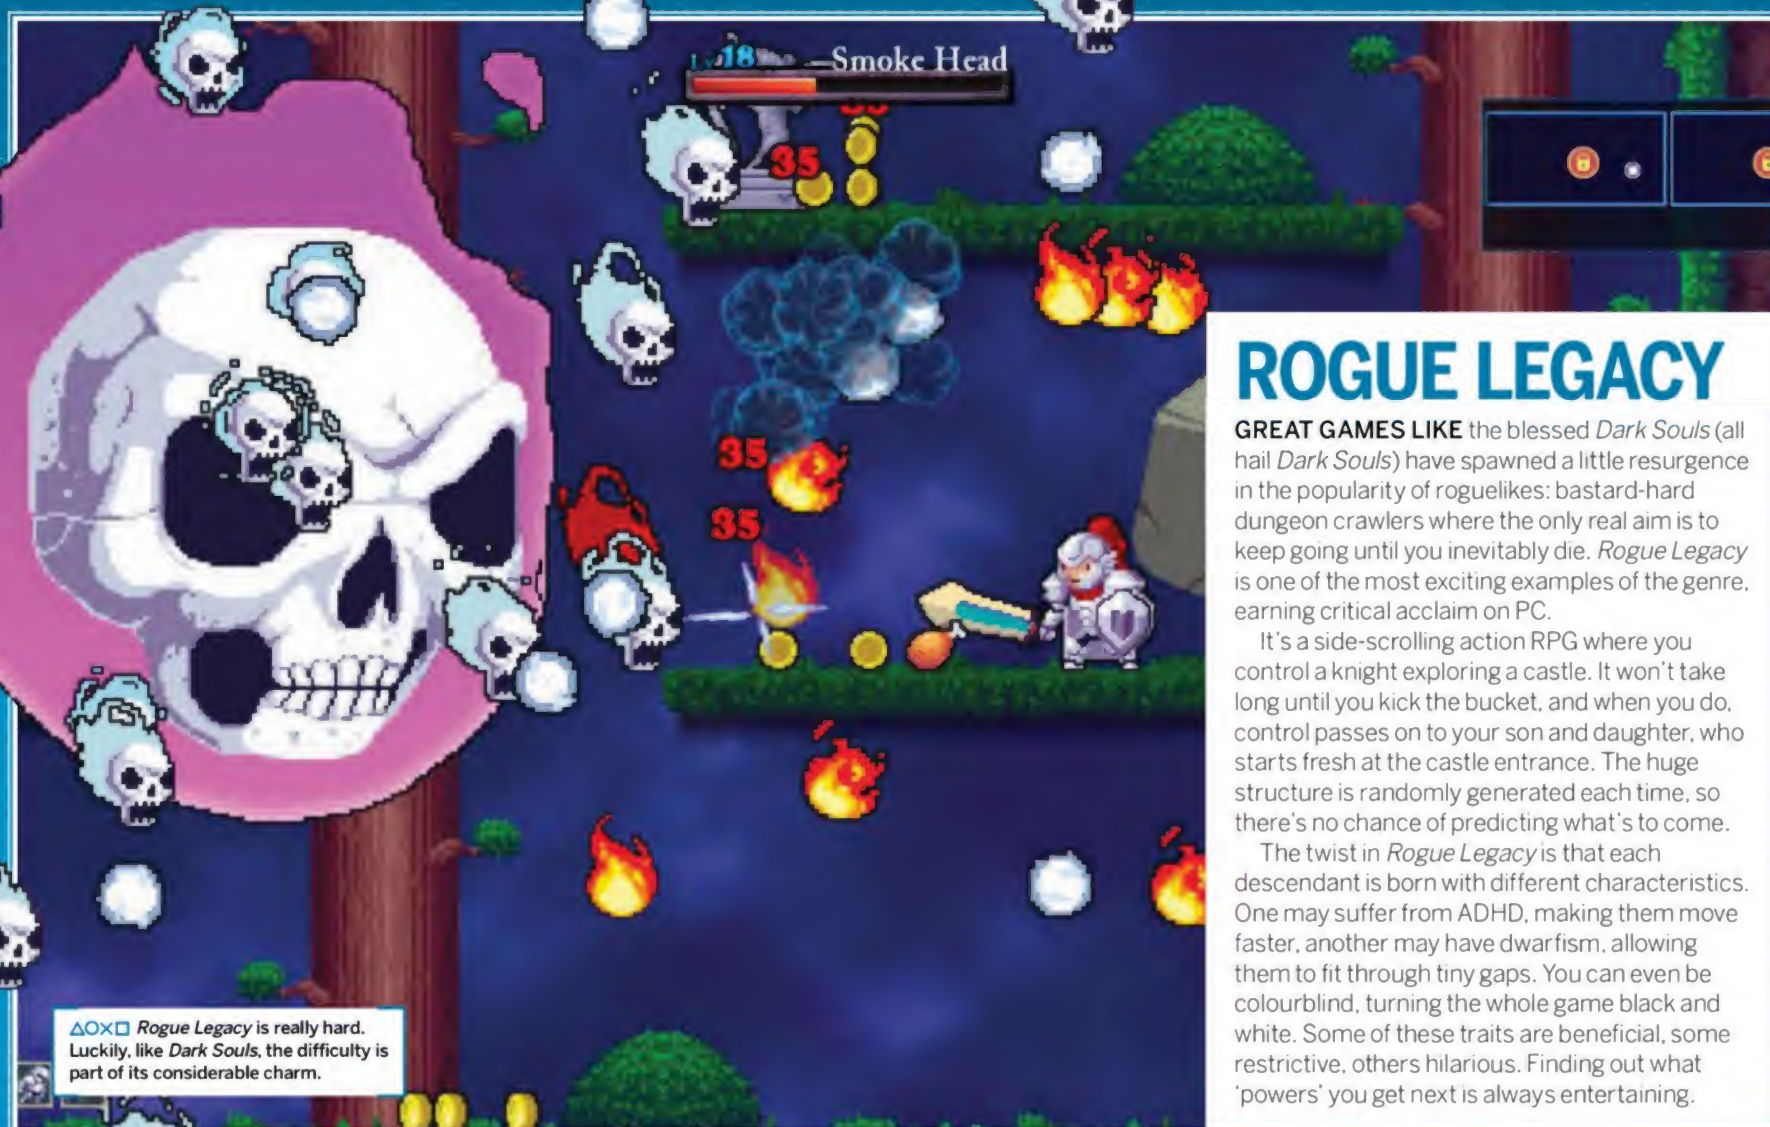 Lv.18 Smoke Head
35
35
35
35
ROGUE LEGACY
GREAT GAMES LIKE the blessed Dark Souls (all
hail Dark Souls) have spawned a little resurgence
in the popularity of roguelikes: bastard-hard
dungeon crawlers where the only real aim is to
keep going until you inevitably die. Rogue Legacy
is one of the most exciting examples of the genre,
earning critical acclaim on PC.
It's a side-scrolling action RPG where you
control a knight exploring a castle. It won't take
long until you kick the bucket, and when you do,
control passes on to your son and daughter, who
starts fresh at the castle entrance. The huge
structure is randomly generated each time, so
there's no chance of predicting what's to come.
The twist in Rogue Legacy is that each
descendant is born with different characteristics.
One may suffer from ADHD, making them move
faster, another may have dwarfism, allowing
them to fit through tiny gaps. You can even be
colourblind, turning the whole game black and
white. Some of these traits are beneficial, some
restrictive, others hilarious. Finding out what
'powers' you get next is always entertaining.
△○×□ Rogue Legacy is really hard.
Luckily, like Dark Souls, the difficulty is
part of its considerable charm.